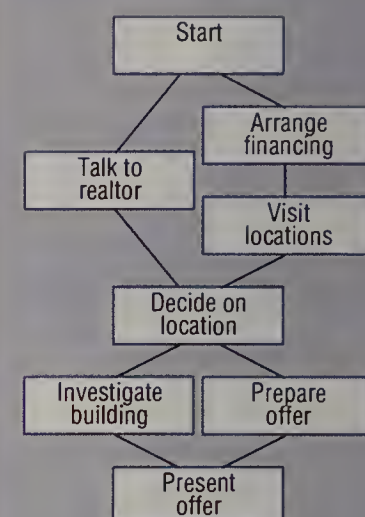 Start
Arrange
financing
Talk to
realtor
Visit
locations
Decide on
location
Investigate
building
Prepare
offer
Present
offer